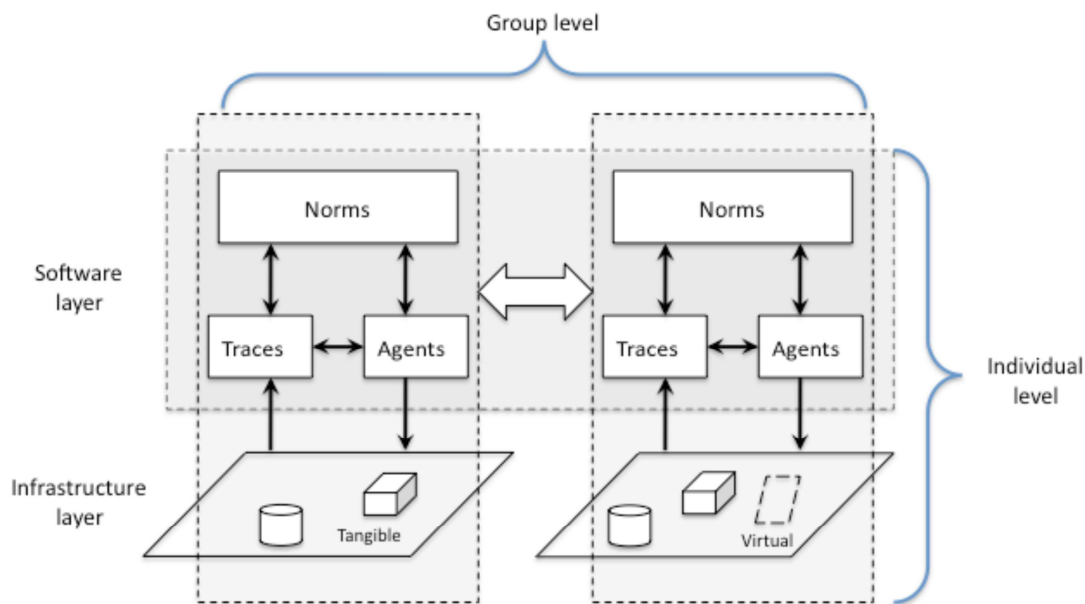 Group level
Norms
Norms
Software
layer
Traces
Agents
Traces
Agents
Individual
level
Infrastructure
layer
Tangible
Virtual